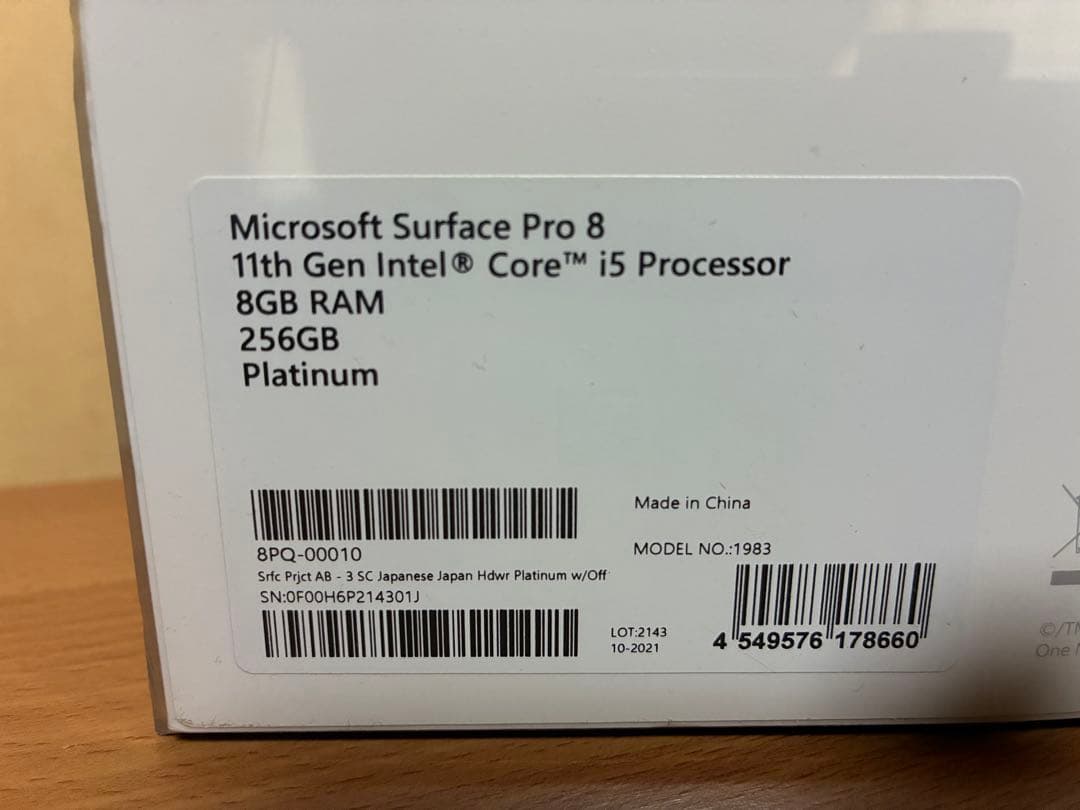 Microsoft Surface Pro 8
11th Gen Intel® Core™ i5 Processor
8GB RAM
256GB
Platinum
8PQ-00010
Srfc Prjct AB - 3 SC Japanese Japan Hdwr Platinum w/Off
SN:0F00H6P214301J
Made in China
MODEL NO.:1983
LOT:2143
10-2021
4 549576 178660
©/TM
One